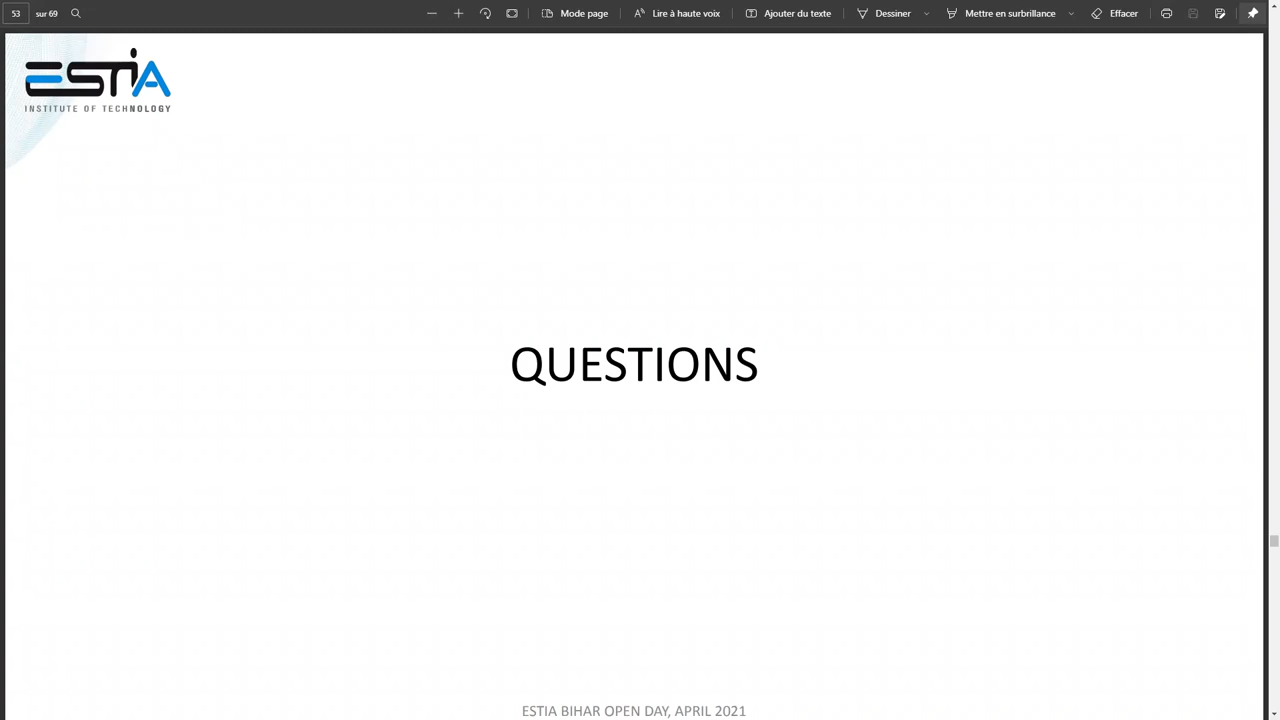 53 sur 69 Mode page Lire à haute voix Ajouter du texte Dessiner Mettre en surbrillance Effacer
ESTIA
INSTITUTE OF TECHNOLOGY
QUESTIONS
ESTIA BIHAR OPEN DAY, APRIL 2021